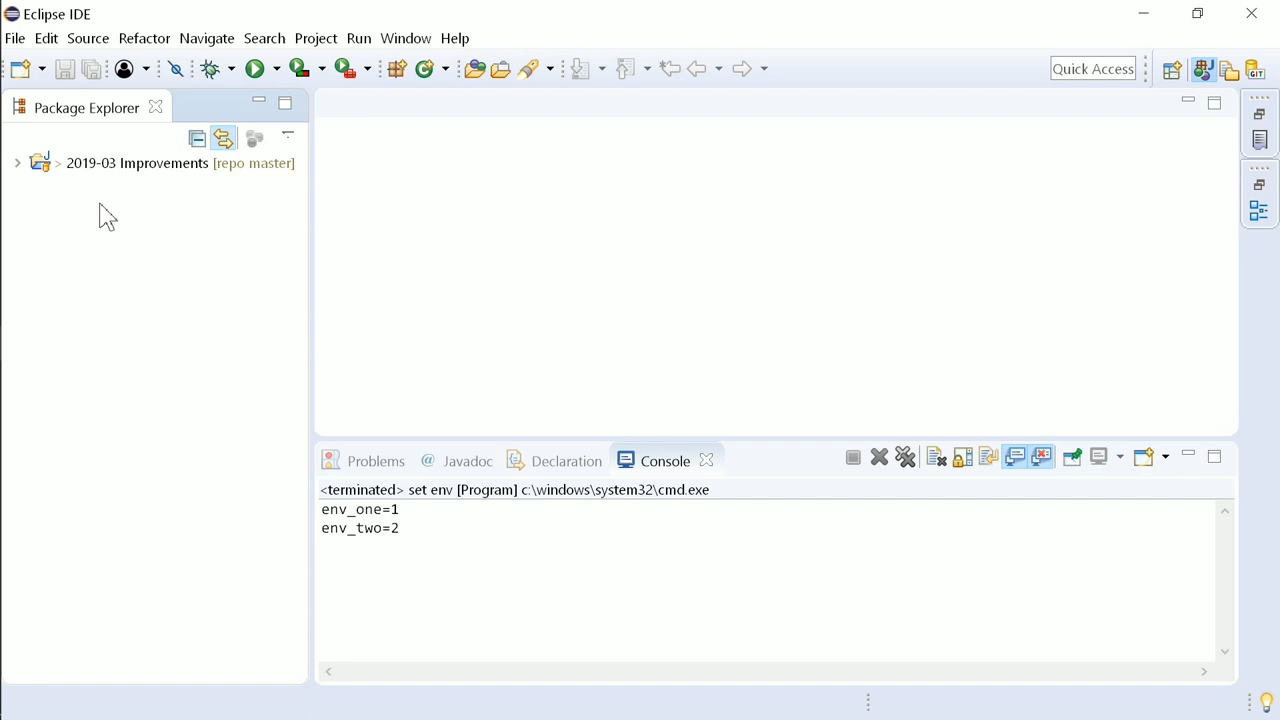 Eclipse IDE
File Edit Source Refactor Navigate Search Project Run Window Help
Quick Access
Package Explorer
> 2019-03 Improvements [repo master]
Problems @ Javadoc Declaration Console
<terminated> set env [Program] c:\windows\system32\cmd.exe
env_one=1
env_two=2